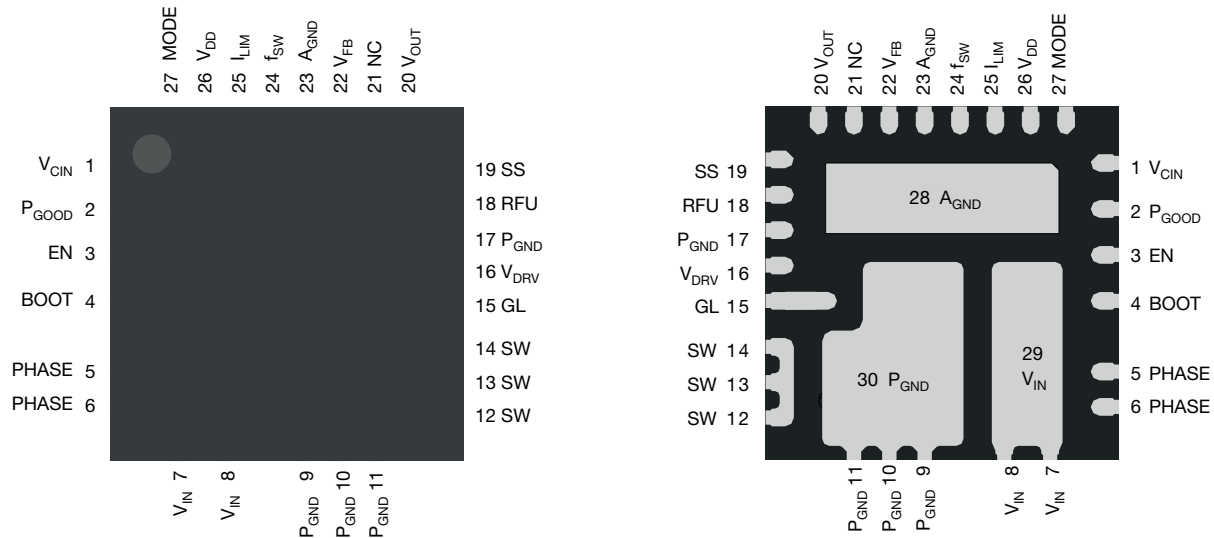 27 MODE
26 VDD
25 ILIM
24 fSW
23 AGND
22 VFB
21 NC
20 VOUT
VCIN 1
PGOOD 2
EN 3
BOOT 4
PHASE 5
PHASE 6
VIN 7
VIN 8
PGND 9
PGND 10
PGND 11
19 SS
18 RFU
17 PGND
16 VDRV
15 GL
14 SW
13 SW
12 SW
20 VOUT
21 NC
22 VFB
23 AGND
24 fSW
25 ILIM
26 VDD
27 MODE
SS 19
RFU 18
PGND 17
VDRV 16
GL 15
SW 14
SW 13
SW 12
28 AGND
30 PGND
29
VIN
1 VCIN
2 PGOOD
3 EN
4 BOOT
5 PHASE
6 PHASE
PGND 11
PGND 10
PGND 9
VIN 8
VIN 7